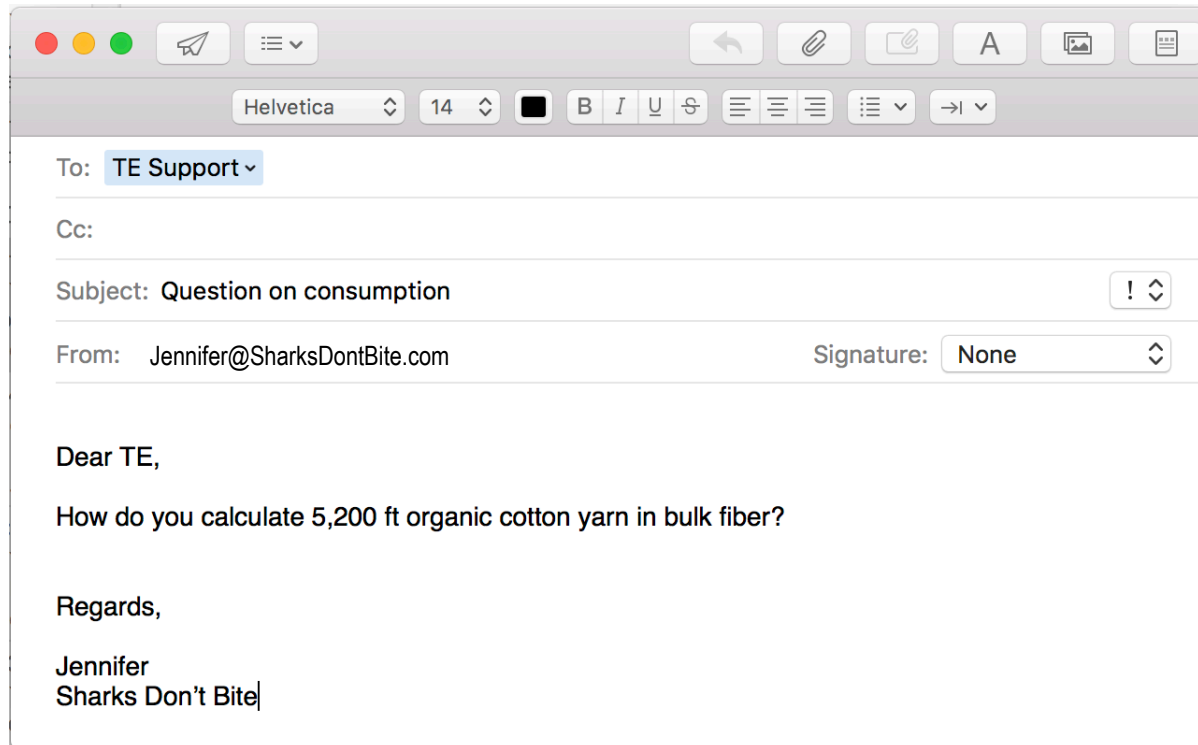 A
Helvetica 14 B I U S
To: TE Support
Cc:
Subject: Question on consumption !
From: Jennifer@SharksDontBite.com Signature: None
Dear TE,
How do you calculate 5,200 ft organic cotton yarn in bulk fiber?
Regards,
Jennifer
Sharks Don’t Bite